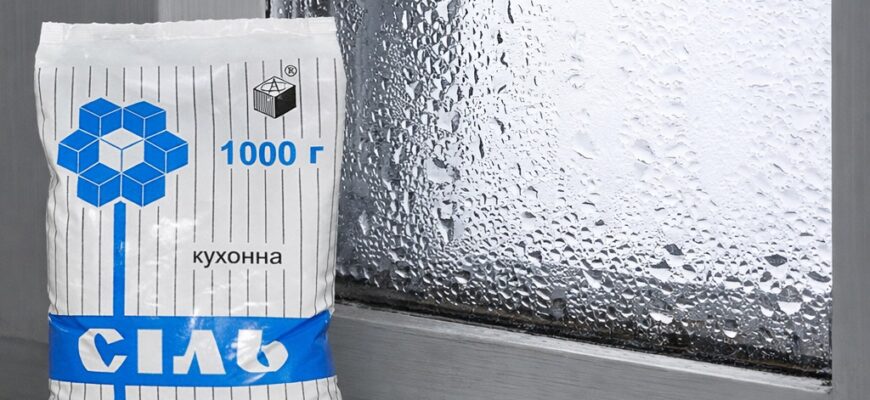 ®
1000 г
кухонна
СІЛЬ